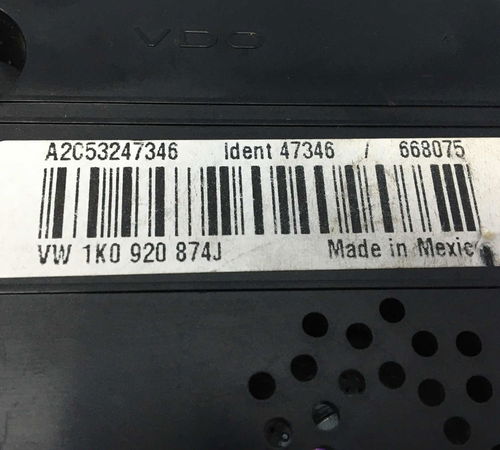 VDO
A2C53247346 Ident 47346 / 668075
VW 1K0 920 874J Made in Mexic